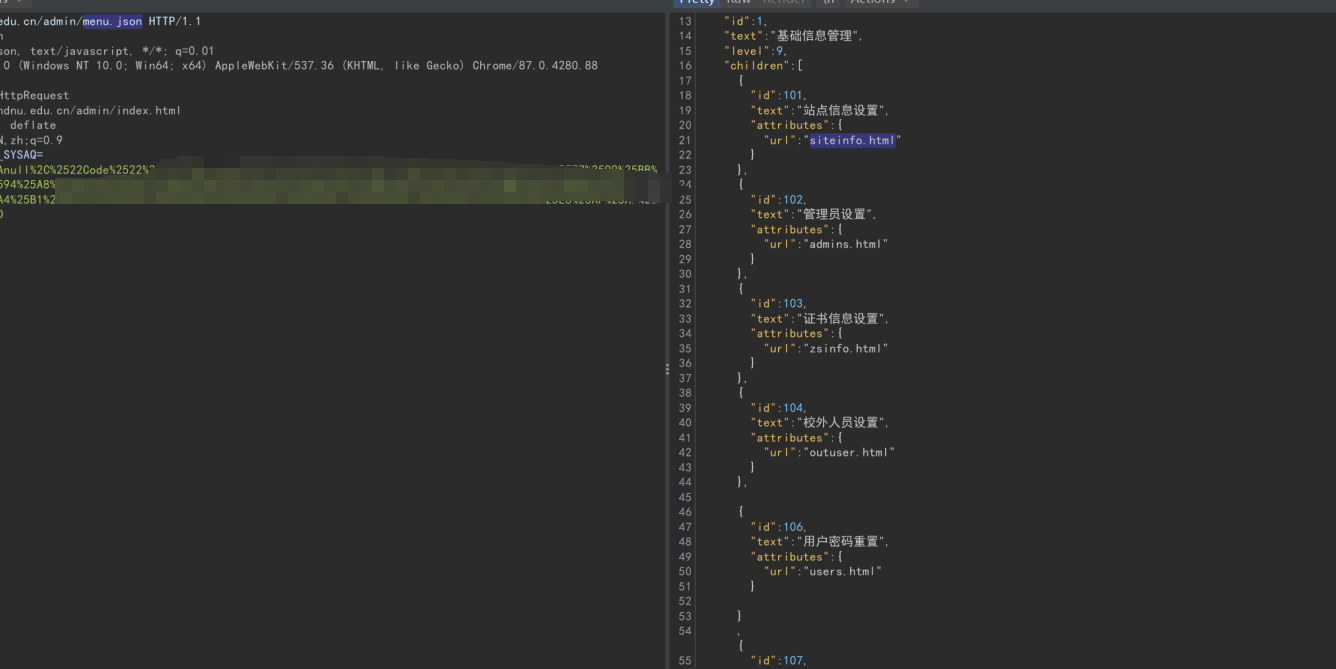 Pretty Raw Render \n Actions
edu.cn/admin/menu.json HTTP/1.1
n
son, text/javascript, */*; q=0.01
.0 (Windows NT 10.0; Win64; x64) AppleWebKit/537.36 (KHTML, like Gecko) Chrome/87.0.4280.88
HttpRequest
ndnu.edu.cn/admin/index.html
deflate
N,zh;q=0.9
_SYSAQ=
Anull%2C%2522Code%2522%2
594%25A8%
A4%25B1%2
13 "id":1,
14 "text":"基础信息管理",
15 "level":9,
16 "children":[
17 {
18 "id":101,
19 "text":"站点信息设置",
20 "attributes":{
21 "url":"siteinfo.html"
22 }
23 },
24 {
25 "id":102,
26 "text":"管理员设置",
27 "attributes":{
28 "url":"admins.html"
29 }
30 },
31 {
32 "id":103,
33 "text":"证书信息设置",
34 "attributes":{
35 "url":"zsinfo.html"
36 }
37 },
38 {
39 "id":104,
40 "text":"校外人员设置",
41 "attributes":{
42 "url":"outuser.html"
43 }
44 },
45
46 {
47 "id":106,
48 "text":"用户密码重置",
49 "attributes":{
50 "url":"users.html"
51 }
52
53 }
54 ,
{
55 "id":107,